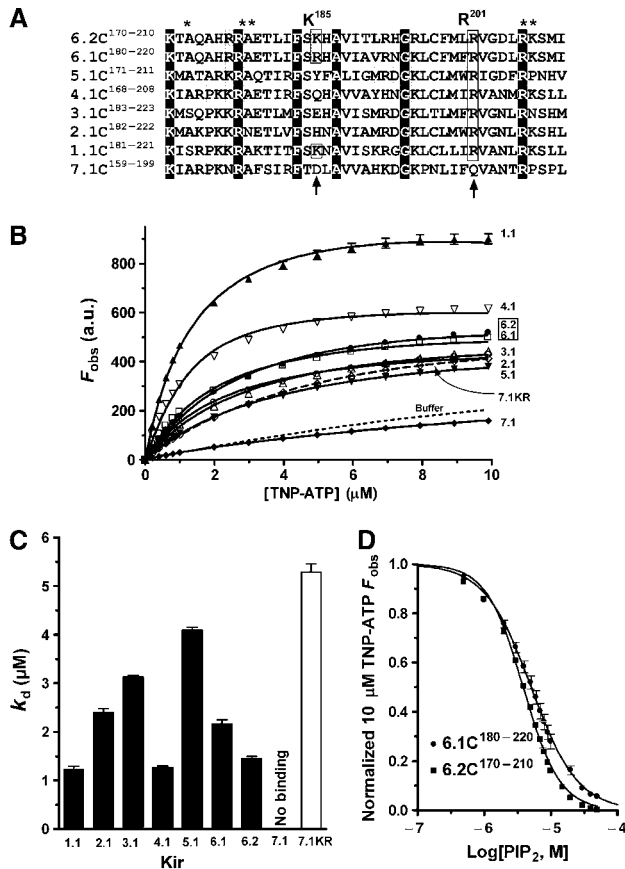 A
* ** K185 R201 **
6.2C170–210 KTAQAHRRAETLIFSKHAVITLRHGRLCFMLRVGDLRKSMI
6.1C180–220 KTAQAHRRAETLIFSRHAVIAVRNGKLCFMFRVGDLRKSMI
5.1C171–211 KMATARKRAQTIRFSYFALIGMRDGKLCLMWRIGDFRPNHV
4.1C168–208 KIARPKKRAETIRFSQHAVVAYHNGKLCLMIRVANMRKSLL
3.1C183–223 KMSQPKKRAETLMFSEHAVISMRDGKLTLMFRVGNLRNSHM
2.1C182–222 KMAKPKKRNETLVFSHNAVIAMRDGKLCLMWRVGNLRKSHL
1.1C181–221 KISRPKKRAKTITFSKNAVISKRGGKLCLLIRVANLRKSLL
7.1C159–199 KIARPKNRAFSIRFTDLAVVAHKDGKPNLIFQVANTRPSPL
B
Fobs (a.u.)
800
600
400
200
0
0 2 4 6 8 10
[TNP-ATP] (μM)
1.1
4.1
6.2
6.1
3.1
2.1
5.1
7.1KR
Buffer
7.1
C
kd (μM)
6
5
4
3
2
1
0
No binding
1.1 2.1 3.1 4.1 5.1 6.1 6.2 7.1 7.1KR
Kir
D
Normalized 10 μM TNP-ATP Fobs
1.0
0.8
0.6
0.4
0.2
0.0
6.1C180–220
6.2C170–210
−7 −6 −5 −4
Log[PIP2, M]